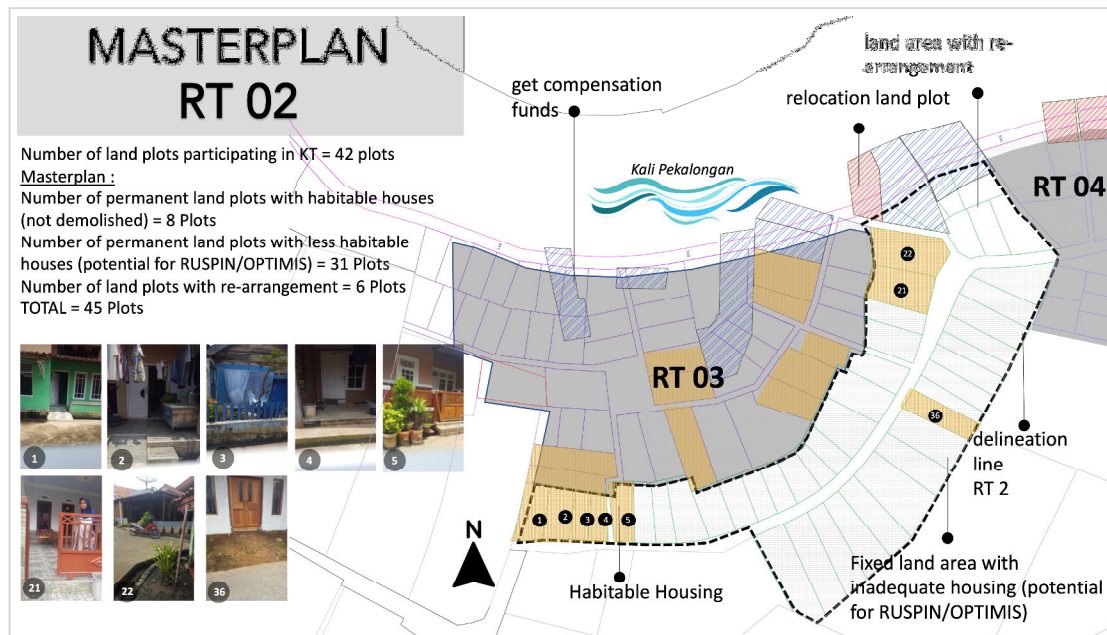 MASTERPLAN
RT 02
Number of land plots participating in KT = 42 plots
Masterplan :
Number of permanent land plots with habitable houses
(not demolished) = 8 Plots
Number of permanent land plots with less habitable
houses (potential for RUSPIN/OPTIMIS) = 31 Plots
Number of land plots with re-arrangement = 6 Plots
TOTAL = 45 Plots
get compensation
funds
land area with re-
arrangement
relocation land plot
Kali Pekalongan
RT 04
RT 03
22
21
36
1
2
3
4
5
delineation
line
RT 2
Fixed land area with
inadequate housing (potential
for RUSPIN/OPTIMIS)
Habitable Housing
N
1
2
3
4
5
21
22
36